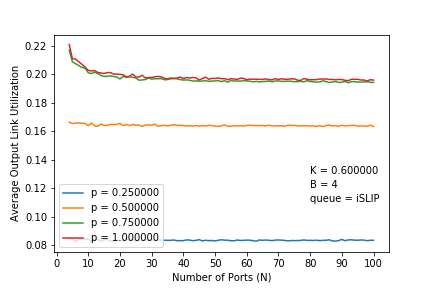 0.22
0.20
0.18
0.16
0.14
0.12
0.10
0.08
Average Output Link Utilization
K = 0.600000
B = 4
queue = iSLIP
p = 0.250000
p = 0.500000
p = 0.750000
p = 1.000000
0 10 20 30 40 50 60 70 80 90 100
Number of Ports (N)